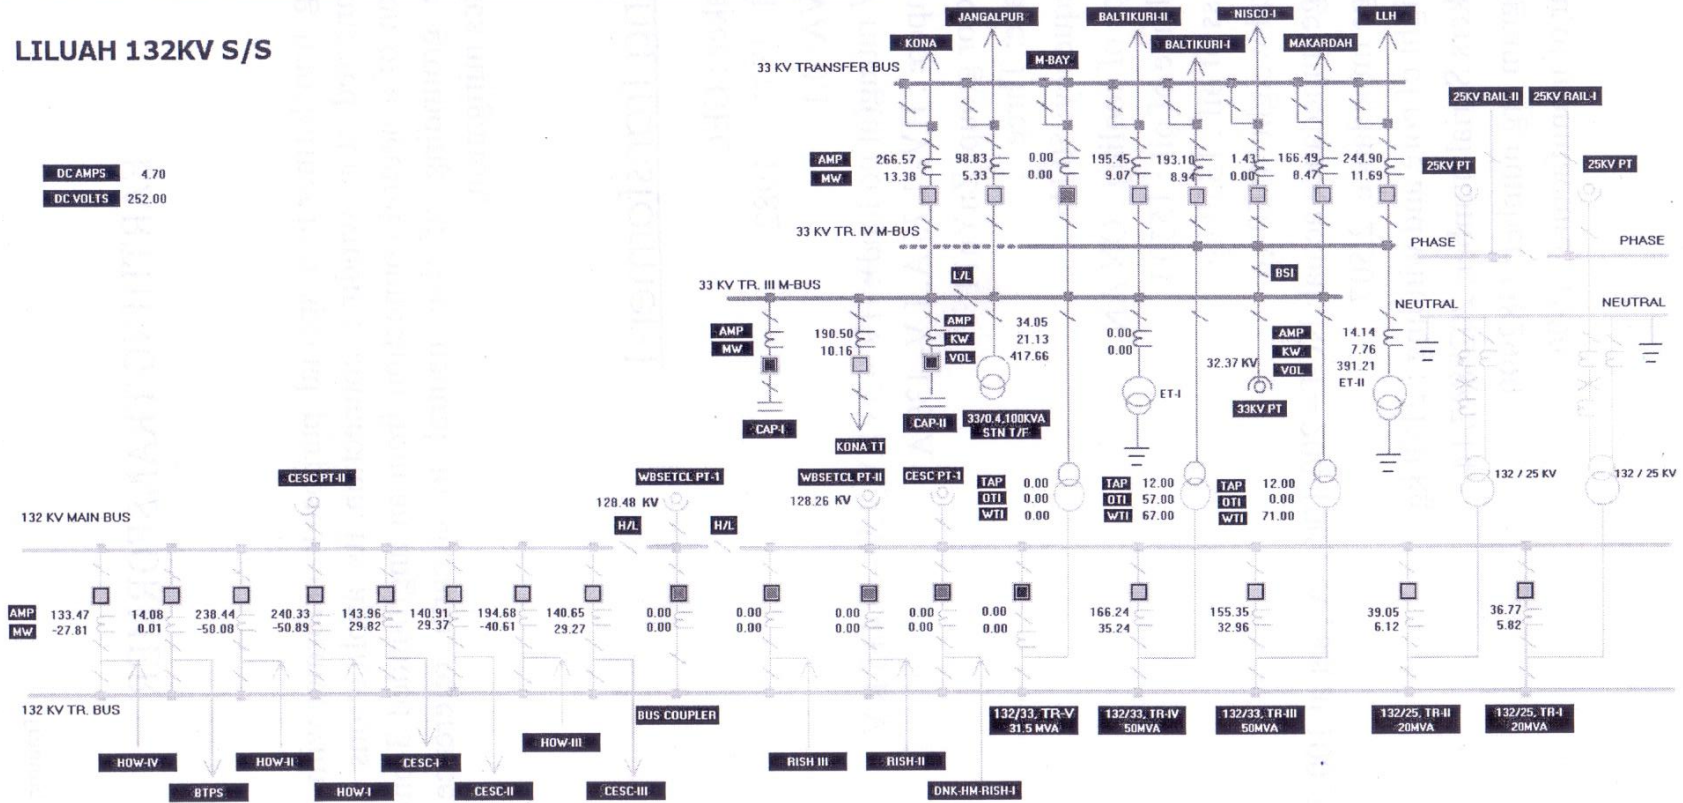 LILUAH 132KV S/S
JANGALPUR BALTIKURI-II NISCO-I LLH
KONA M-BAY BALTIKURI-I MAKARDAH
33 KV TRANSFER BUS
25KV RAIL-II 25KV RAIL-I
DC AMPS 4.70
DC VOLTS 252.00
AMP 266.57 98.83 0.00 195.45 193.10 1.43 166.49 244.90
MW 13.38 5.33 0.00 9.07 8.94 0.00 8.47 11.69
25KV PT 25KV PT
33 KV TR. IV M-BUS
PHASE PHASE
L/L BSI
33 KV TR. III M-BUS
NEUTRAL NEUTRAL
AMP 190.50
MW 10.16
AMP 34.05
KW 21.13
VOL 417.66
0.00
0.00
32.37 KV
AMP 14.14
KW 7.76
VOL 391.21
ET-I ET-II
33KV PT
CAP-I KONA TT CAP-II
33/0.4,100KVA
STN T/F
CESC PT-II WBSETCL PT-1 WBSETCL PT-II CESC PT-1
128.48 KV 128.26 KV
TAP 0.00 TAP 12.00 TAP 12.00
OTI 0.00 OTI 57.00 OTI 0.00
WTI 0.00 WTI 67.00 WTI 71.00
132 / 25 KV 132 / 25 KV
132 KV MAIN BUS
H/L H/L
AMP 133.47 14.08 238.44 240.33 143.96 140.91 194.68 140.65 0.00 0.00 0.00 0.00 0.00 166.24 155.35 39.05 36.77
MW -27.81 0.01 -50.08 -50.89 29.82 29.37 -40.61 29.27 0.00 0.00 0.00 0.00 0.00 35.24 32.96 6.12 5.82
132 KV TR. BUS
BUS COUPLER
132/33, TR-V
31.5 MVA
132/33, TR-IV
50MVA
132/33, TR-III
50MVA
132/25, TR-II
20MVA
132/25, TR-I
20MVA
HOW-IV HOW-II CESC-I HOW-III RISH III RISH-II
BTPS HOW-I CESC-II CESC-III DNK-HM-RISH-I